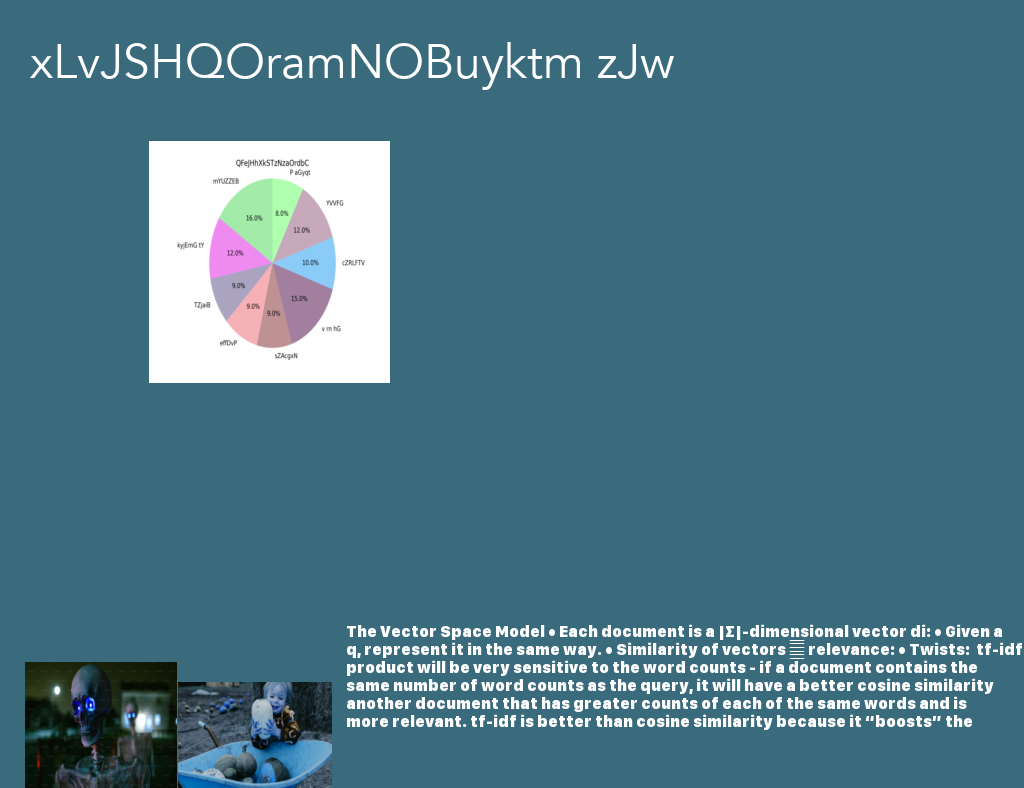 xLvJSHQOramNOBuyktm zJw
QFeJHhXkSTzNzaOrdbC
P aGyqt
mYUZZEB
YVVFG
16.0%
8.0%
12.0%
kyjEmG tY
12.0%
10.0%
cZRLFTV
9.0%
15.0%
TZjaiB
9.0%
9.0%
v m hG
effDvP
sZAcgxN
The Vector Space Model • Each document is a |Σ|-dimensional vector di: • Given a
q, represent it in the same way. • Similarity of vectors relevance: • Twists: tf-idf
product will be very sensitive to the word counts - if a document contains the
same number of word counts as the query, it will have a better cosine similarity
another document that has greater counts of each of the same words and is
more relevant. tf-idf is better than cosine similarity because it “boosts” the